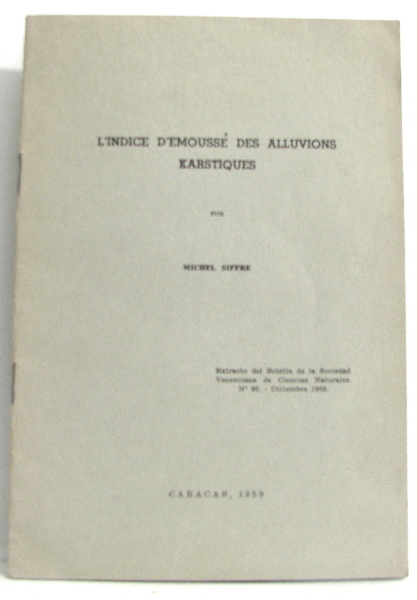 L'INDICE D'EMOUSSÉ DES ALLUVIONS
KARSTIQUES
POR
MICHEL SIFFRE
Extracto del Boletín de la Sociedad
Venezolana de Ciencias Naturales
Nº - Diciembre
CARACAS, 1959